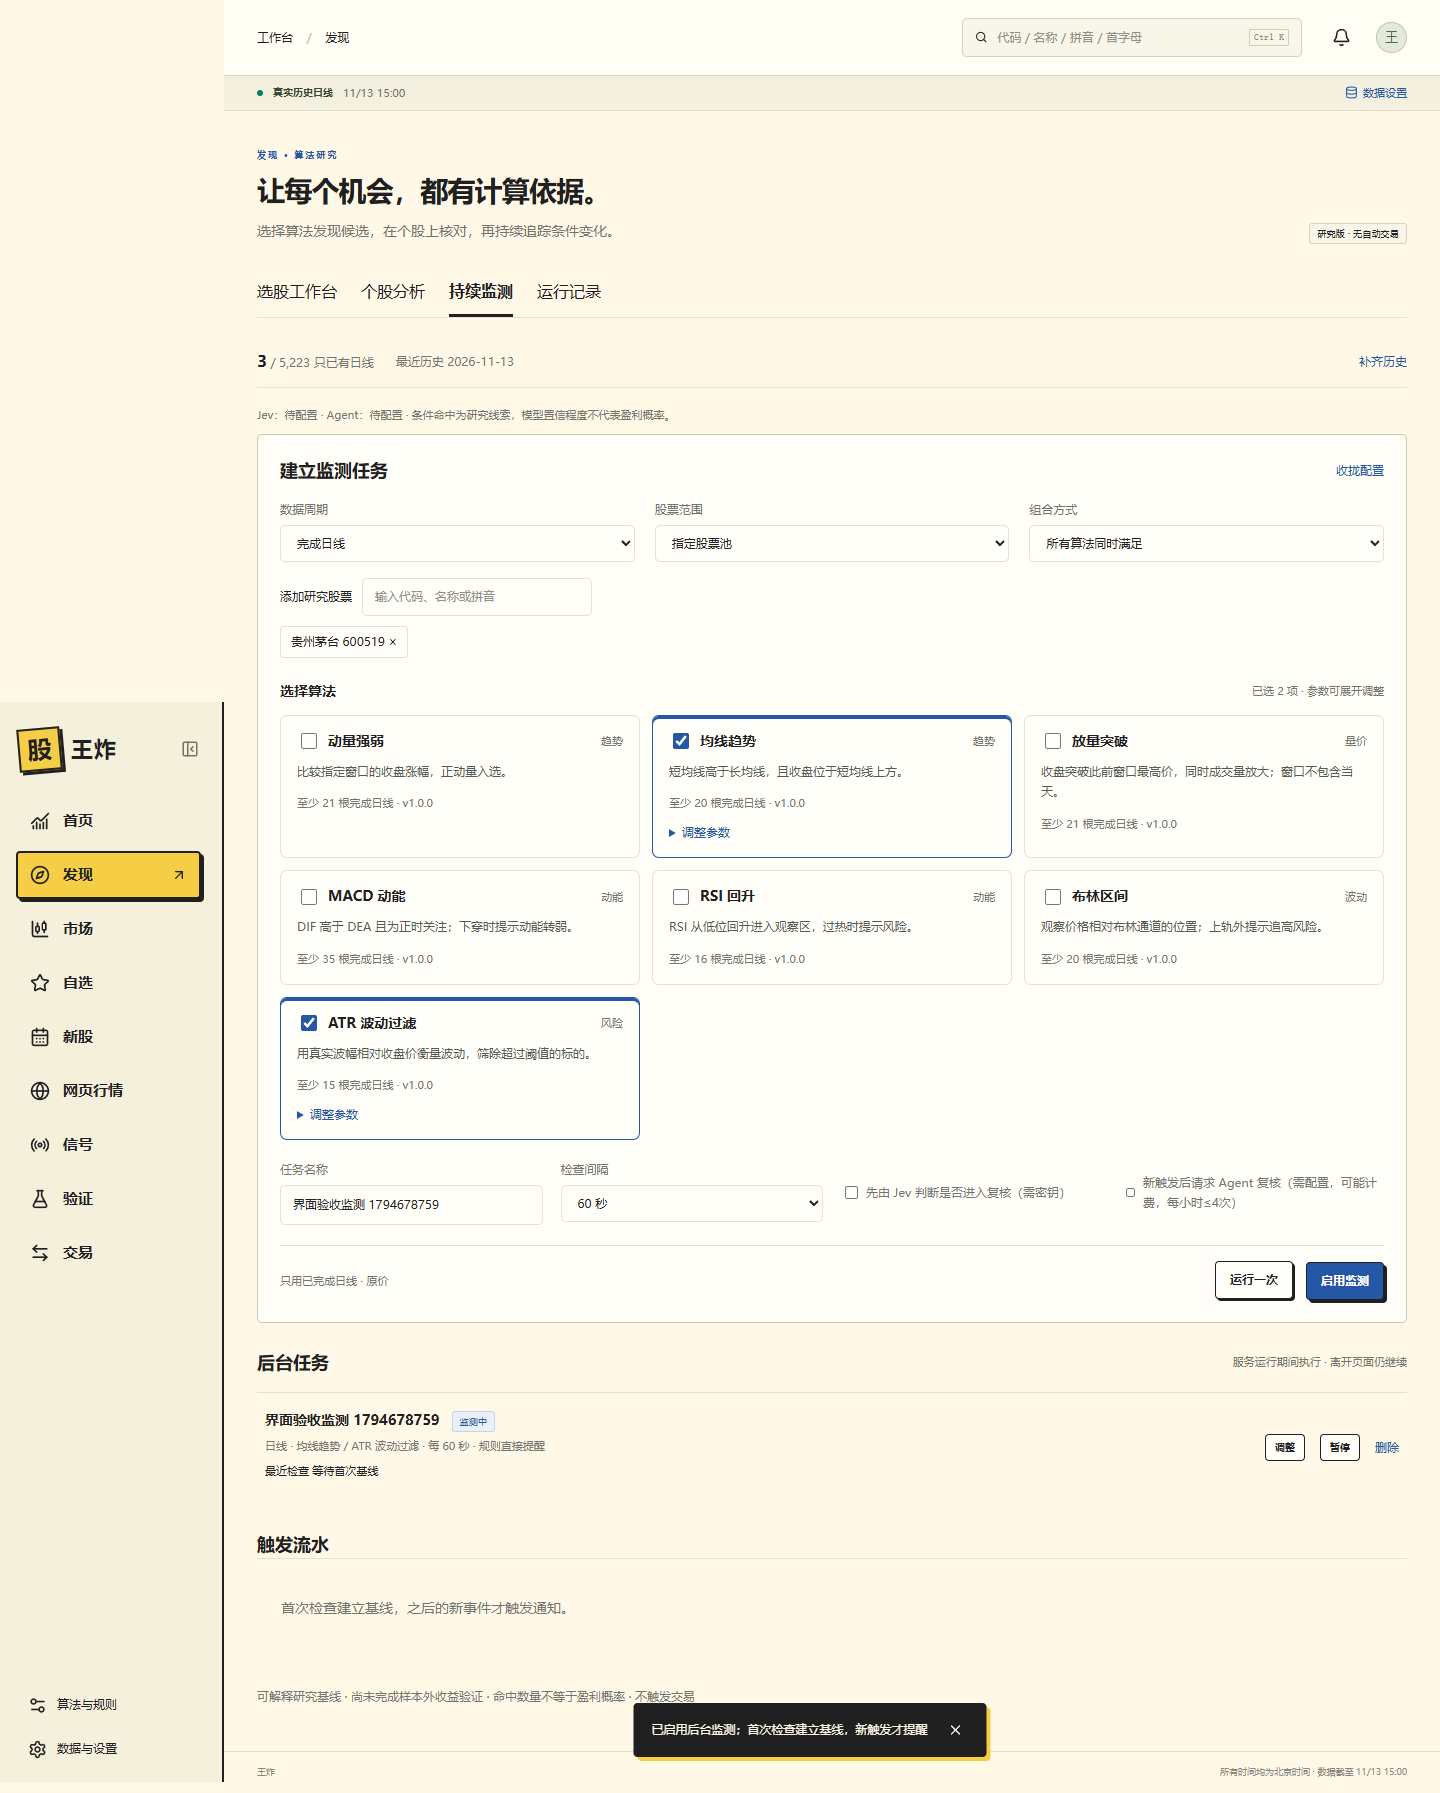 工作台 / 发现
代码 / 名称 / 拼音 / 首字母 Ctrl K
王
真实历史日线 11/13 15:00
数据设置
发现 • 算法研究
让每个机会，都有计算依据。
选择算法发现候选，在个股上核对，再持续追踪条件变化。
研究版 · 无自动交易
选股工作台 个股分析 持续监测 运行记录
3 / 5,223 只已有日线 最近历史 2026-11-13
补齐历史
Jev：待配置 · Agent：待配置 · 条件命中为研究线索，模型置信程度不代表盈利概率。
建立监测任务
收拢配置
数据周期 股票范围 组合方式
完成日线 指定股票池 所有算法同时满足
添加研究股票 输入代码、名称或拼音
贵州茅台 600519 ×
选择算法
已选 2 项 · 参数可展开调整
动量强弱 趋势
比较指定窗口的收盘涨幅，正动量入选。
至少 21 根完成日线 · v1.0.0
均线趋势 趋势
短均线高于长均线，且收盘位于短均线上方。
至少 20 根完成日线 · v1.0.0
调整参数
放量突破 量价
收盘突破此前窗口最高价，同时成交量放大；窗口不包含当
天。
至少 21 根完成日线 · v1.0.0
MACD 动能 动能
DIF 高于 DEA 且为正时关注；下穿时提示动能转弱。
至少 35 根完成日线 · v1.0.0
RSI 回升 动能
RSI 从低位回升进入观察区，过热时提示风险。
至少 16 根完成日线 · v1.0.0
布林区间 波动
观察价格相对布林通道的位置；上轨外提示追高风险。
至少 20 根完成日线 · v1.0.0
ATR 波动过滤 风险
用真实波幅相对收盘价衡量波动，筛除超过阈值的标的。
至少 15 根完成日线 · v1.0.0
调整参数
任务名称
界面验收监测 1794678759
检查间隔
60 秒
先由 Jev 判断是否进入复核（需密钥）
新触发后请求 Agent 复核（需配置，可能计
费，每小时≤4次）
只用已完成日线 · 原价
运行一次
启用监测
后台任务
服务运行期间执行 · 离开页面仍继续
界面验收监测 1794678759 监测中
日线 · 均线趋势 / ATR 波动过滤 · 每 60 秒 · 规则直接提醒
最近检查 等待首次基线
调整 暂停 删除
触发流水
首次检查建立基线，之后的新事件才触发通知。
可解释研究基线 · 尚未完成样本外收益验证 · 命中数量不等于盈利概率 · 不触发交易
已启用后台监测；首次检查建立基线，新触发才提醒
王炸
所有时间均为北京时间 · 数据截至 11/13 15:00
股 王炸
首页
发现
市场
自选
新股
网页行情
信号
验证
交易
算法与规则
数据与设置